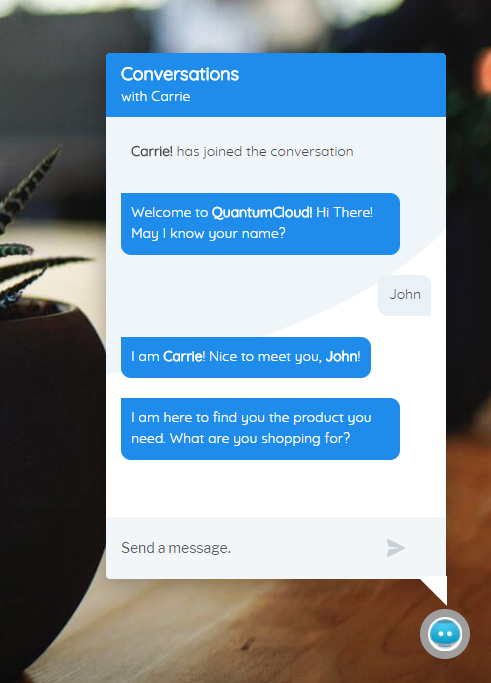 Conversations
with Carrie
Carrie! has joined the conversation
Welcome to QuantumCloud! Hi There!
May I know your name?
John
I am Carrie! Nice to meet you, John!
I am here to find you the product you
need. What are you shopping for?
Send a message.